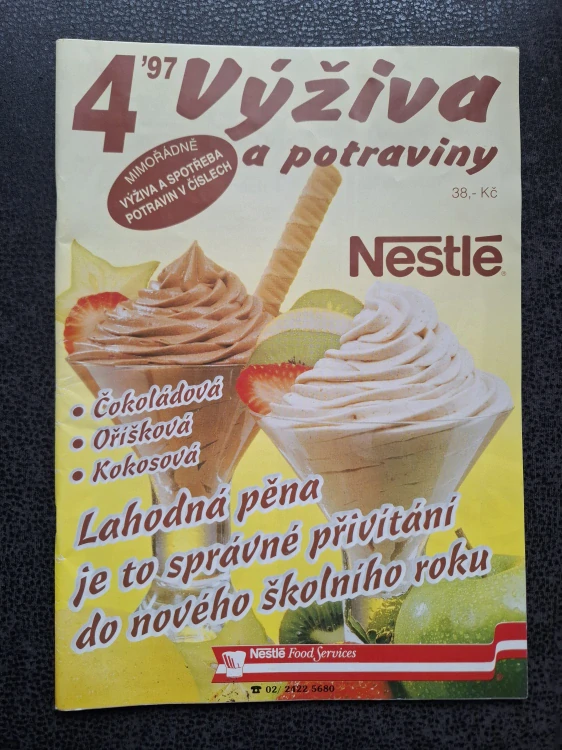 4 '97 Výživa
a potraviny
MIMOŘÁDNĚ
VÝŽIVA A SPOTŘEBA
POTRAVIN V ČÍSLECH
38,- Kč
Nestlé
• Čokoládová
• Oříšková
• Kokosová
Lahodná pěna
je to správné přivítání
do nového školního roku
Nestlé Food Services
☎ 02/ 2422 5680